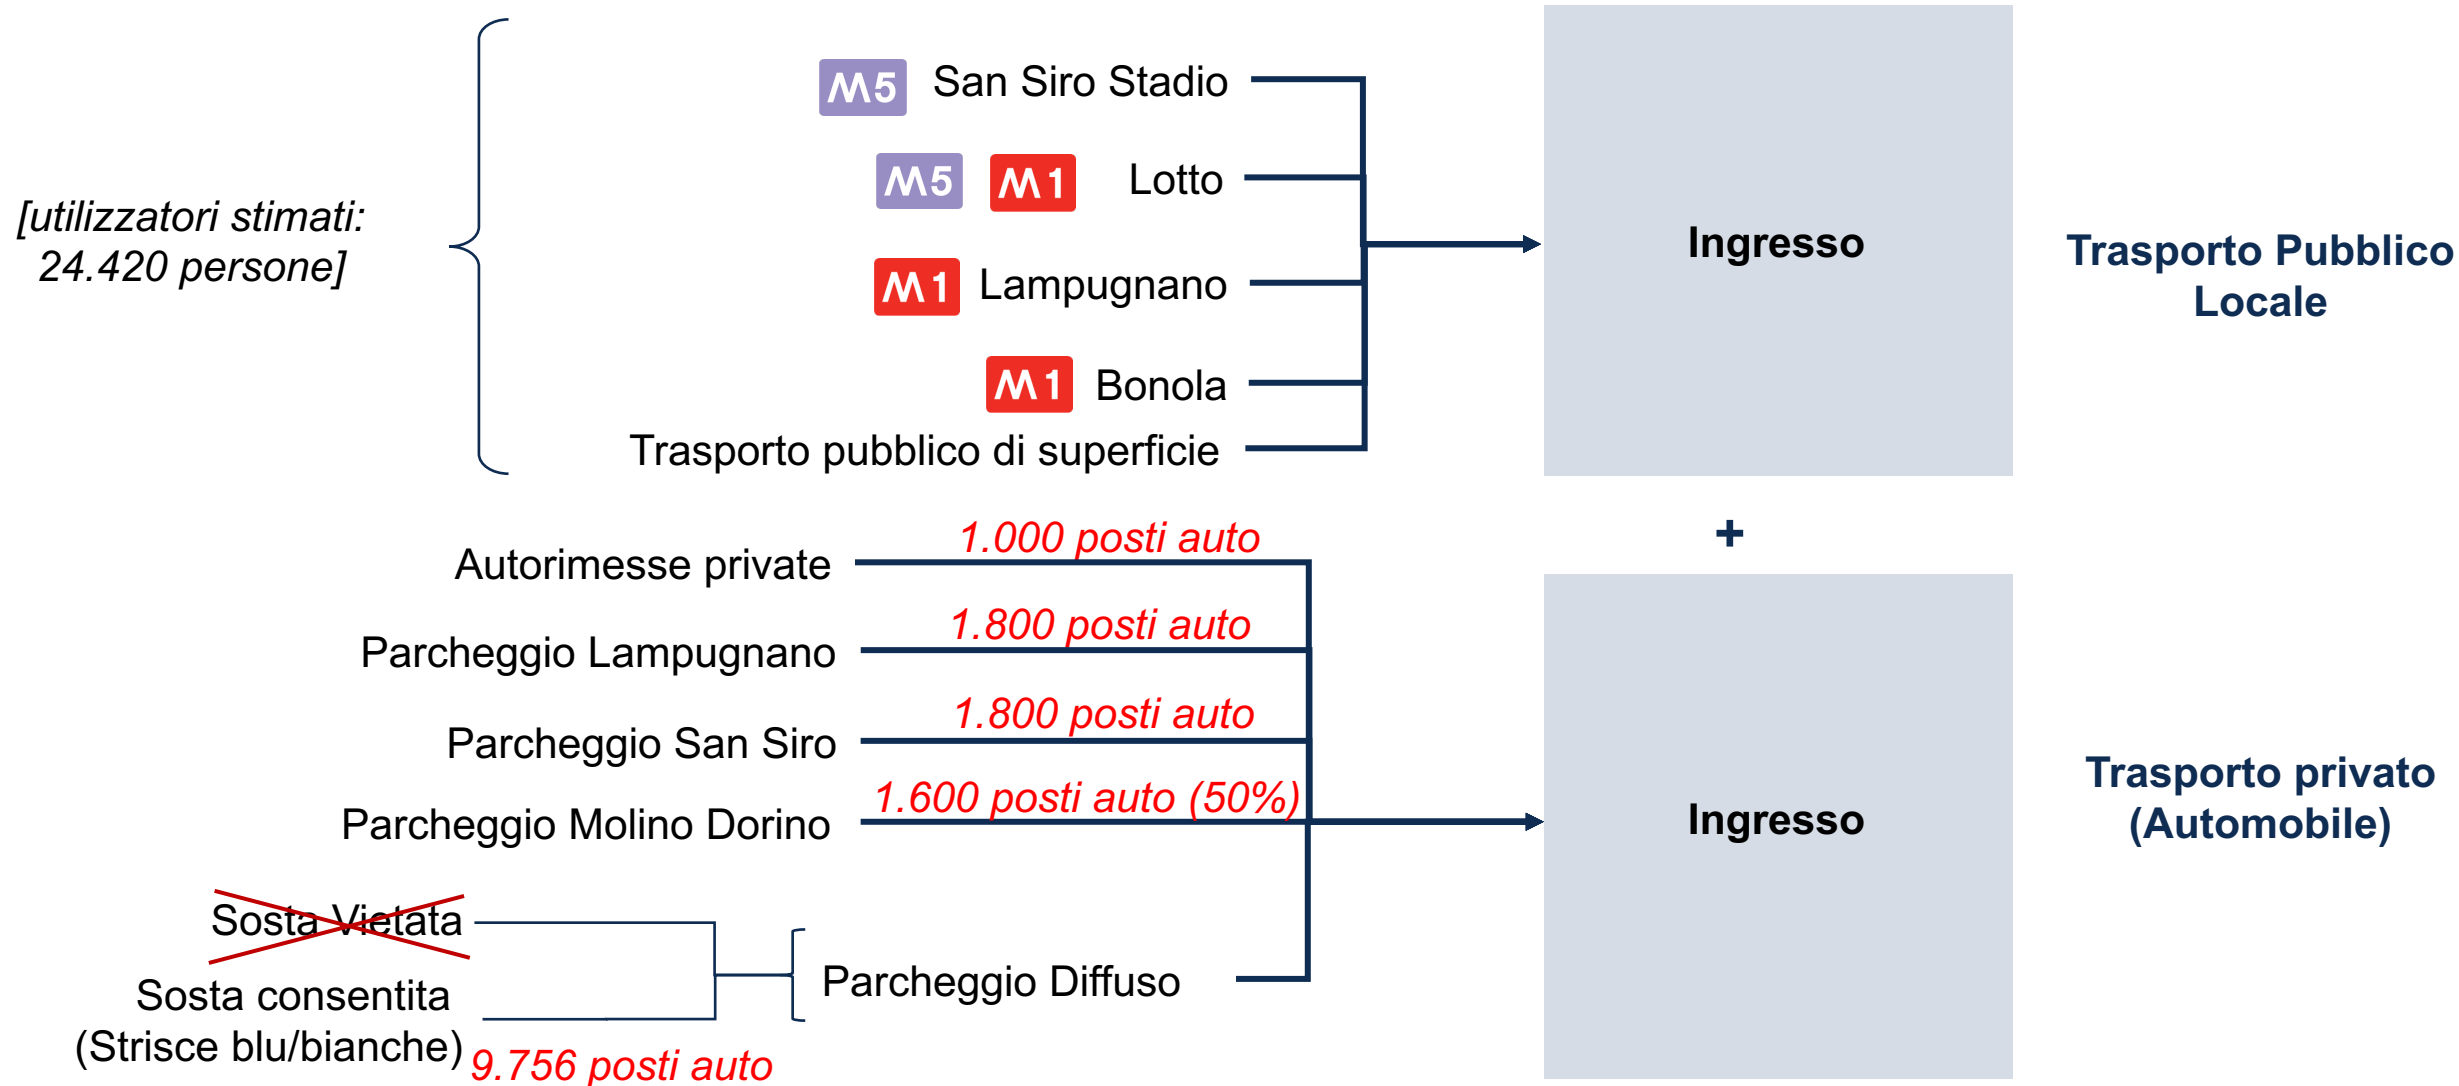 M5 San Siro Stadio
M5 M1 Lotto
[utilizzatori stimati:
24.420 persone]
M1 Lampugnano
M1 Bonola
Trasporto pubblico di superficie
Ingresso
Trasporto Pubblico
Locale
+
Autorimesse private
1.000 posti auto
Parcheggio Lampugnano
1.800 posti auto
Parcheggio San Siro
1.800 posti auto
Parcheggio Molino Dorino
1.600 posti auto (50%)
Sosta Vietata
Sosta consentita
(Strisce blu/bianche)
9.756 posti auto
Parcheggio Diffuso
Ingresso
Trasporto privato
(Automobile)